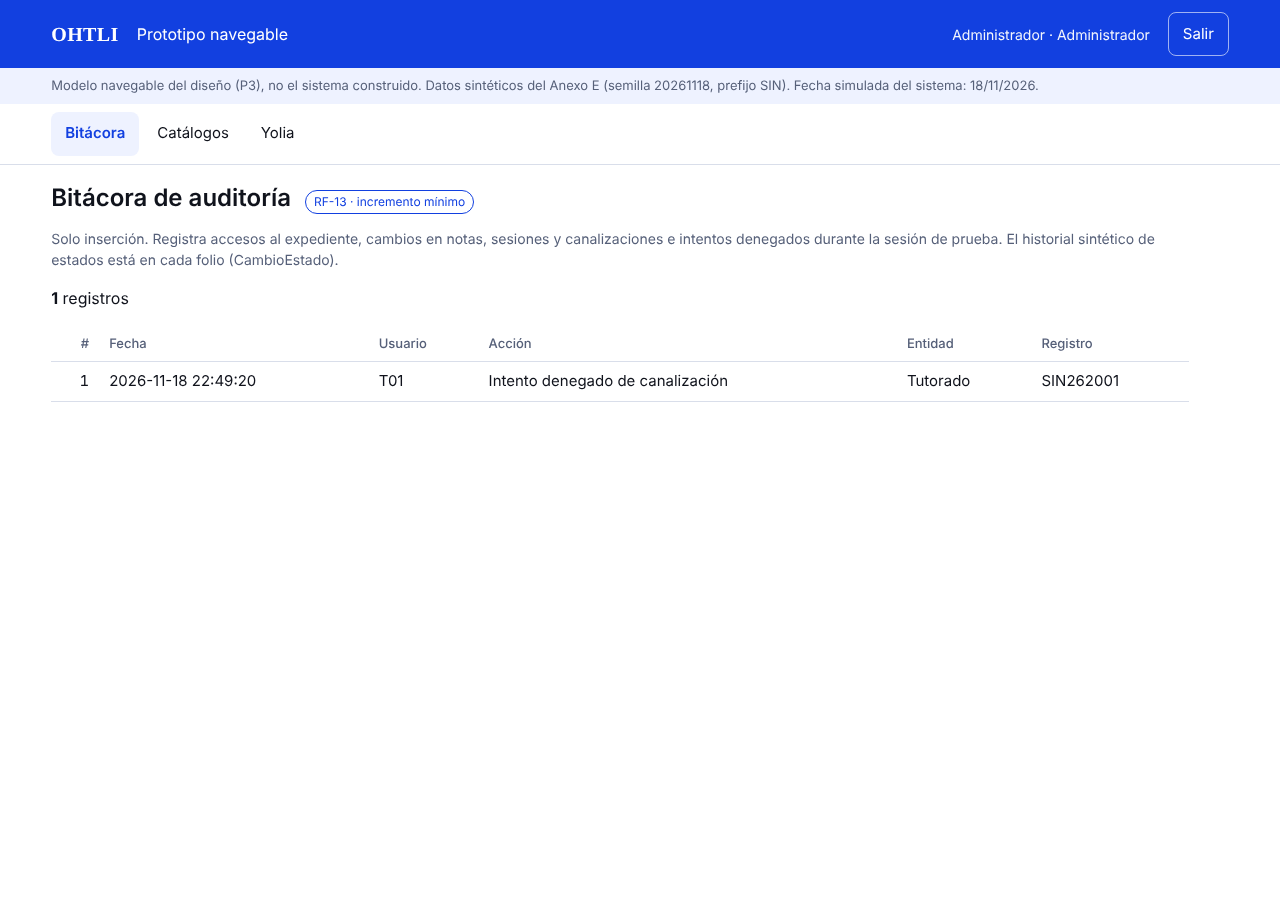 OHTLI Prototipo navegable Administrador · Administrador Salir
Modelo navegable del diseño (P3), no el sistema construido. Datos sintéticos del Anexo E (semilla 20261118, prefijo SIN). Fecha simulada del sistema: 18/11/2026.
Bitácora Catálogos Yolia
Bitácora de auditoría RF-13 · incremento mínimo
Solo inserción. Registra accesos al expediente, cambios en notas, sesiones y canalizaciones e intentos denegados durante la sesión de prueba. El historial sintético de
estados está en cada folio (CambioEstado).
1 registros
# Fecha Usuario Acción Entidad Registro
1 2026-11-18 22:49:20 T01 Intento denegado de canalización Tutorado SIN262001